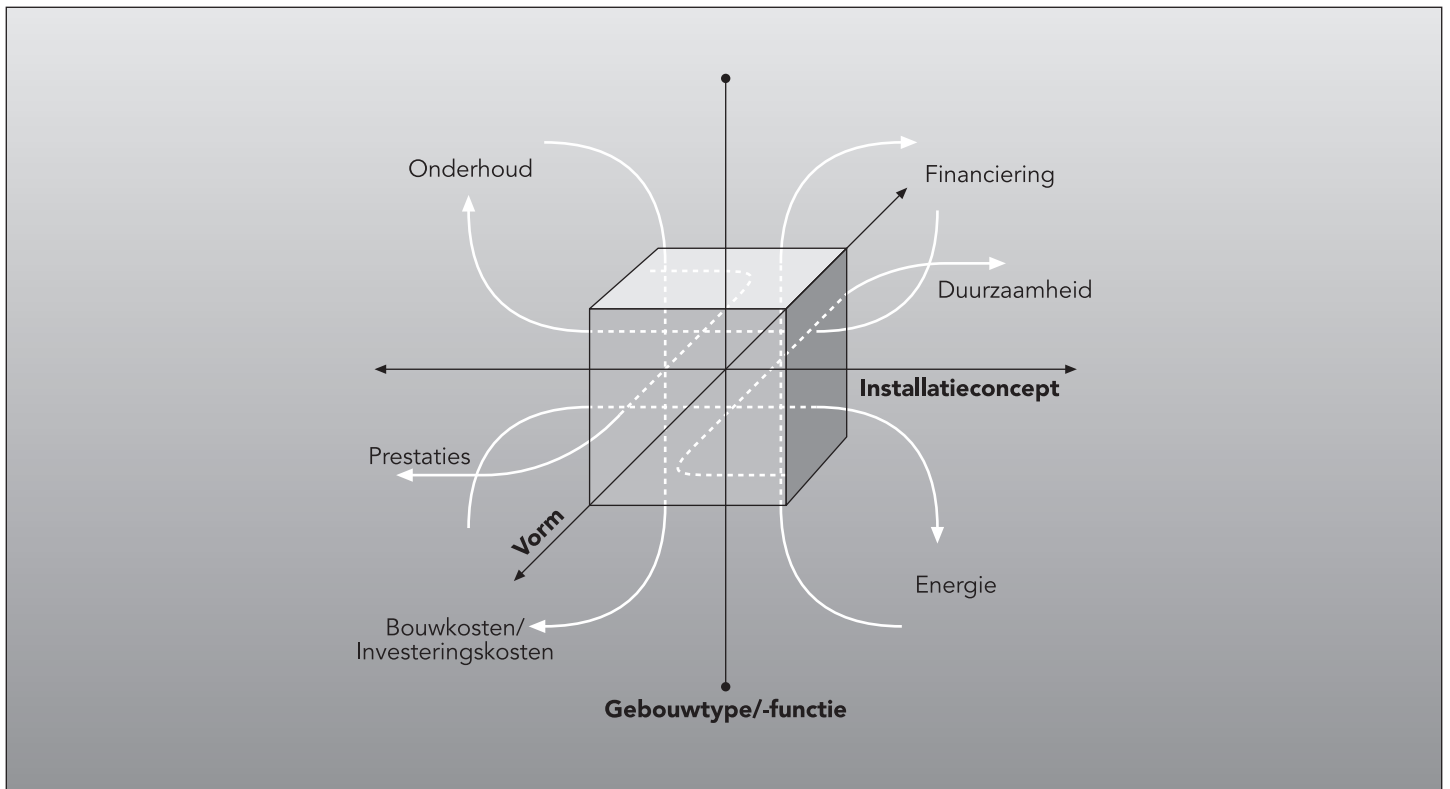 Onderhoud
Financiering
Duurzaamheid
Installatieconcept
Prestaties
Vorm
Energie
Bouwkosten/
Investeringskosten
Gebouwtype/-functie